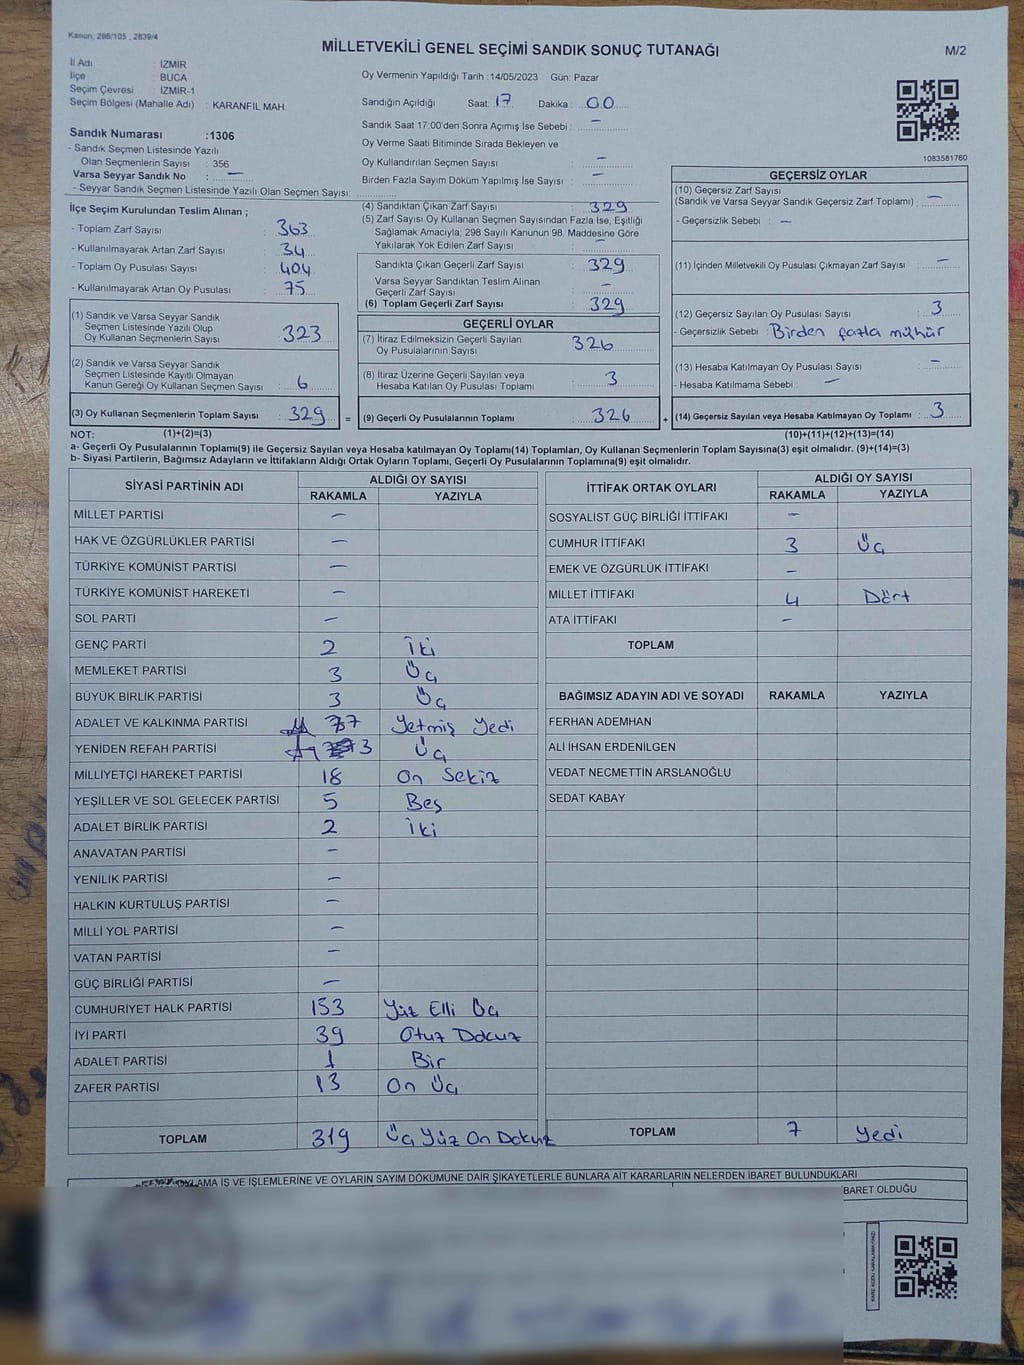 Kanun: 298/105 , 2839/4
MİLLETVEKİLİ GENEL SEÇİMİ SANDIK SONUÇ TUTANAĞI
M/2
İl Adı : İZMİR
İlçe : BUCA
Seçim Çevresi : İZMİR-1
Seçim Bölgesi (Mahalle Adı) : KARANFİL MAH.
Sandık Numarası :1306
- Sandık Seçmen Listesinde Yazılı
Olan Seçmenlerin Sayısı : 356
Varsa Seyyar Sandık No : —
- Seyyar Sandık Seçmen Listesinde Yazılı Olan Seçmen Sayısı:
Oy Vermenin Yapıldığı Tarih :14/05/2023 Gün: Pazar
Sandığın Açıldığı Saat: 17 Dakika : 00
Sandık Saat 17:00'den Sonra Açımış İse Sebebi : —
Oy Verme Saati Bitiminde Sırada Bekleyen ve
Oy Kullandırılan Seçmen Sayısı : —
Birden Fazla Sayım Döküm Yapılmış İse Sayısı : —
1083581760
İlçe Seçim Kurulundan Teslim Alınan ;
- Toplam Zarf Sayısı : 363
- Kullanılmayarak Artan Zarf Sayısı : 34
- Toplam Oy Pusulası Sayısı : 404
- Kullanılmayarak Artan Oy Pusulası : 75
(4) Sandıktan Çıkan Zarf Sayısı : 329
(5) Zarf Sayısı Oy Kullanan Seçmen Sayısından Fazla İse, Eşitliği
Sağlamak Amacıyla; 298 Sayılı Kanunun 98. Maddesine Göre
Yakılarak Yok Edilen Zarf Sayısı : —
Sandıkta Çıkan Geçerli Zarf Sayısı : 329
Varsa Seyyar Sandıktan Teslim Alınan
Geçerli Zarf Sayısı : —
(6) Toplam Geçerli Zarf Sayısı : 329
GEÇERSİZ OYLAR
(10) Geçersiz Zarf Sayısı
(Sandık ve Varsa Seyyar Sandık Geçersiz Zarf Toplamı) : —
- Geçersizlik Sebebi : —
(11) İçinden Milletvekili Oy Pusulası Çıkmayan Zarf Sayısı : —
(12) Geçersiz Sayılan Oy Pusulası Sayısı : 3
- Geçersizlik Sebebi : Birden fazla mühür
(13) Hesaba Katılmayan Oy Pusulası Sayısı : —
- Hesaba Katılmama Sebebi : —
(14) Geçersiz Sayılan veya Hesaba Katılmayan Oy Toplamı : 3
(10)+(11)+(12)+(13)=(14)
(1) Sandık ve Varsa Seyyar Sandık
Seçmen Listesinde Yazılı Olup
Oy Kullanan Seçmenlerin Sayısı : 323
(2) Sandık ve Varsa Seyyar Sandık
Seçmen Listesinde Kayıtlı Olmayan
Kanun Gereği Oy Kullanan Seçmen Sayısı : 6
(3) Oy Kullanan Seçmenlerin Toplam Sayısı : 329 =
GEÇERLİ OYLAR
(7) İtiraz Edilmeksizin Geçerli Sayılan
Oy Pusulalarının Sayısı : 326
(8) İtiraz Üzerine Geçerli Sayılan veya
Hesaba Katılan Oy Pusulası Toplamı : 3
(9) Geçerli Oy Pusulalarının Toplamı : 326 +
NOT: (1)+(2)=(3)
a- Geçerli Oy Pusulalarının Toplamı(9) ile Geçersiz Sayılan veya Hesaba katılmayan Oy Toplamı(14) Toplamları, Oy Kullanan Seçmenlerin Toplam Sayısına(3) eşit olmalıdır. (9)+(14)=(3)
b- Siyasi Partilerin, Bağımsız Adayların ve İttifakların Aldığı Ortak Oyların Toplamı, Geçerli Oy Pusulalarının Toplamına(9) eşit olmalıdır.
SİYASİ PARTİNİN ADI ALDIĞI OY SAYISI
RAKAMLA YAZIYLA
MİLLET PARTİSİ —
HAK VE ÖZGÜRLÜKLER PARTİSİ —
TÜRKİYE KOMÜNİST PARTİSİ —
TÜRKİYE KOMÜNİST HAREKETİ —
SOL PARTİ —
GENÇ PARTİ 2 İki
MEMLEKET PARTİSİ 3 Üç
BÜYÜK BİRLİK PARTİSİ 3 Üç
ADALET VE KALKINMA PARTİSİ 77 Yetmiş Yedi
YENİDEN REFAH PARTİSİ 3 Üç
MİLLİYETÇİ HAREKET PARTİSİ 18 On Sekiz
YEŞİLLER VE SOL GELECEK PARTİSİ 5 Beş
ADALET BİRLİK PARTİSİ 2 İki
ANAVATAN PARTİSİ —
YENİLİK PARTİSİ —
HALKIN KURTULUŞ PARTİSİ —
MİLLİ YOL PARTİSİ —
VATAN PARTİSİ —
GÜÇ BİRLİĞİ PARTİSİ —
CUMHURİYET HALK PARTİSİ 153 Yüz Elli Üç
İYİ PARTİ 39 Otuz Dokuz
ADALET PARTİSİ 1 Bir
ZAFER PARTİSİ 13 On Üç
TOPLAM 319 Üç Yüz On Dokuz
İTTİFAK ORTAK OYLARI ALDIĞI OY SAYISI
RAKAMLA YAZIYLA
SOSYALİST GÜÇ BİRLİĞİ İTTİFAKI —
CUMHUR İTTİFAKI 3 Üç
EMEK VE ÖZGÜRLÜK İTTİFAKI —
MİLLET İTTİFAKI 4 Dört
ATA İTTİFAKI —
TOPLAM
BAĞIMSIZ ADAYIN ADI VE SOYADI RAKAMLA YAZIYLA
FERHAN ADEMHAN
ALİ İHSAN ERDENİLGEN
VEDAT NECMETTİN ARSLANOĞLU
SEDAT KABAY
TOPLAM 7 Yedi
İŞ VE İŞLEMLERİNE VE OYLARIN SAYIM DÖKÜMÜNE DAİR ŞİKAYETLERLE BUNLARA AİT KARARLARIN NELERDEN İBARET BULUNDUKLARI
İBARET OLDUĞU